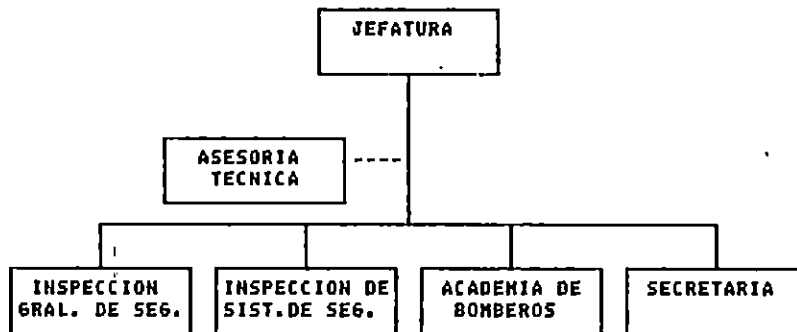 JEFATURA
ASESORIA
TECNICA
INSPECCION
GRAL. DE SEG.
INSPECCION DE
SIST.DE SEG.
ACADEMIA DE
BOMBEROS
SECRETARIA